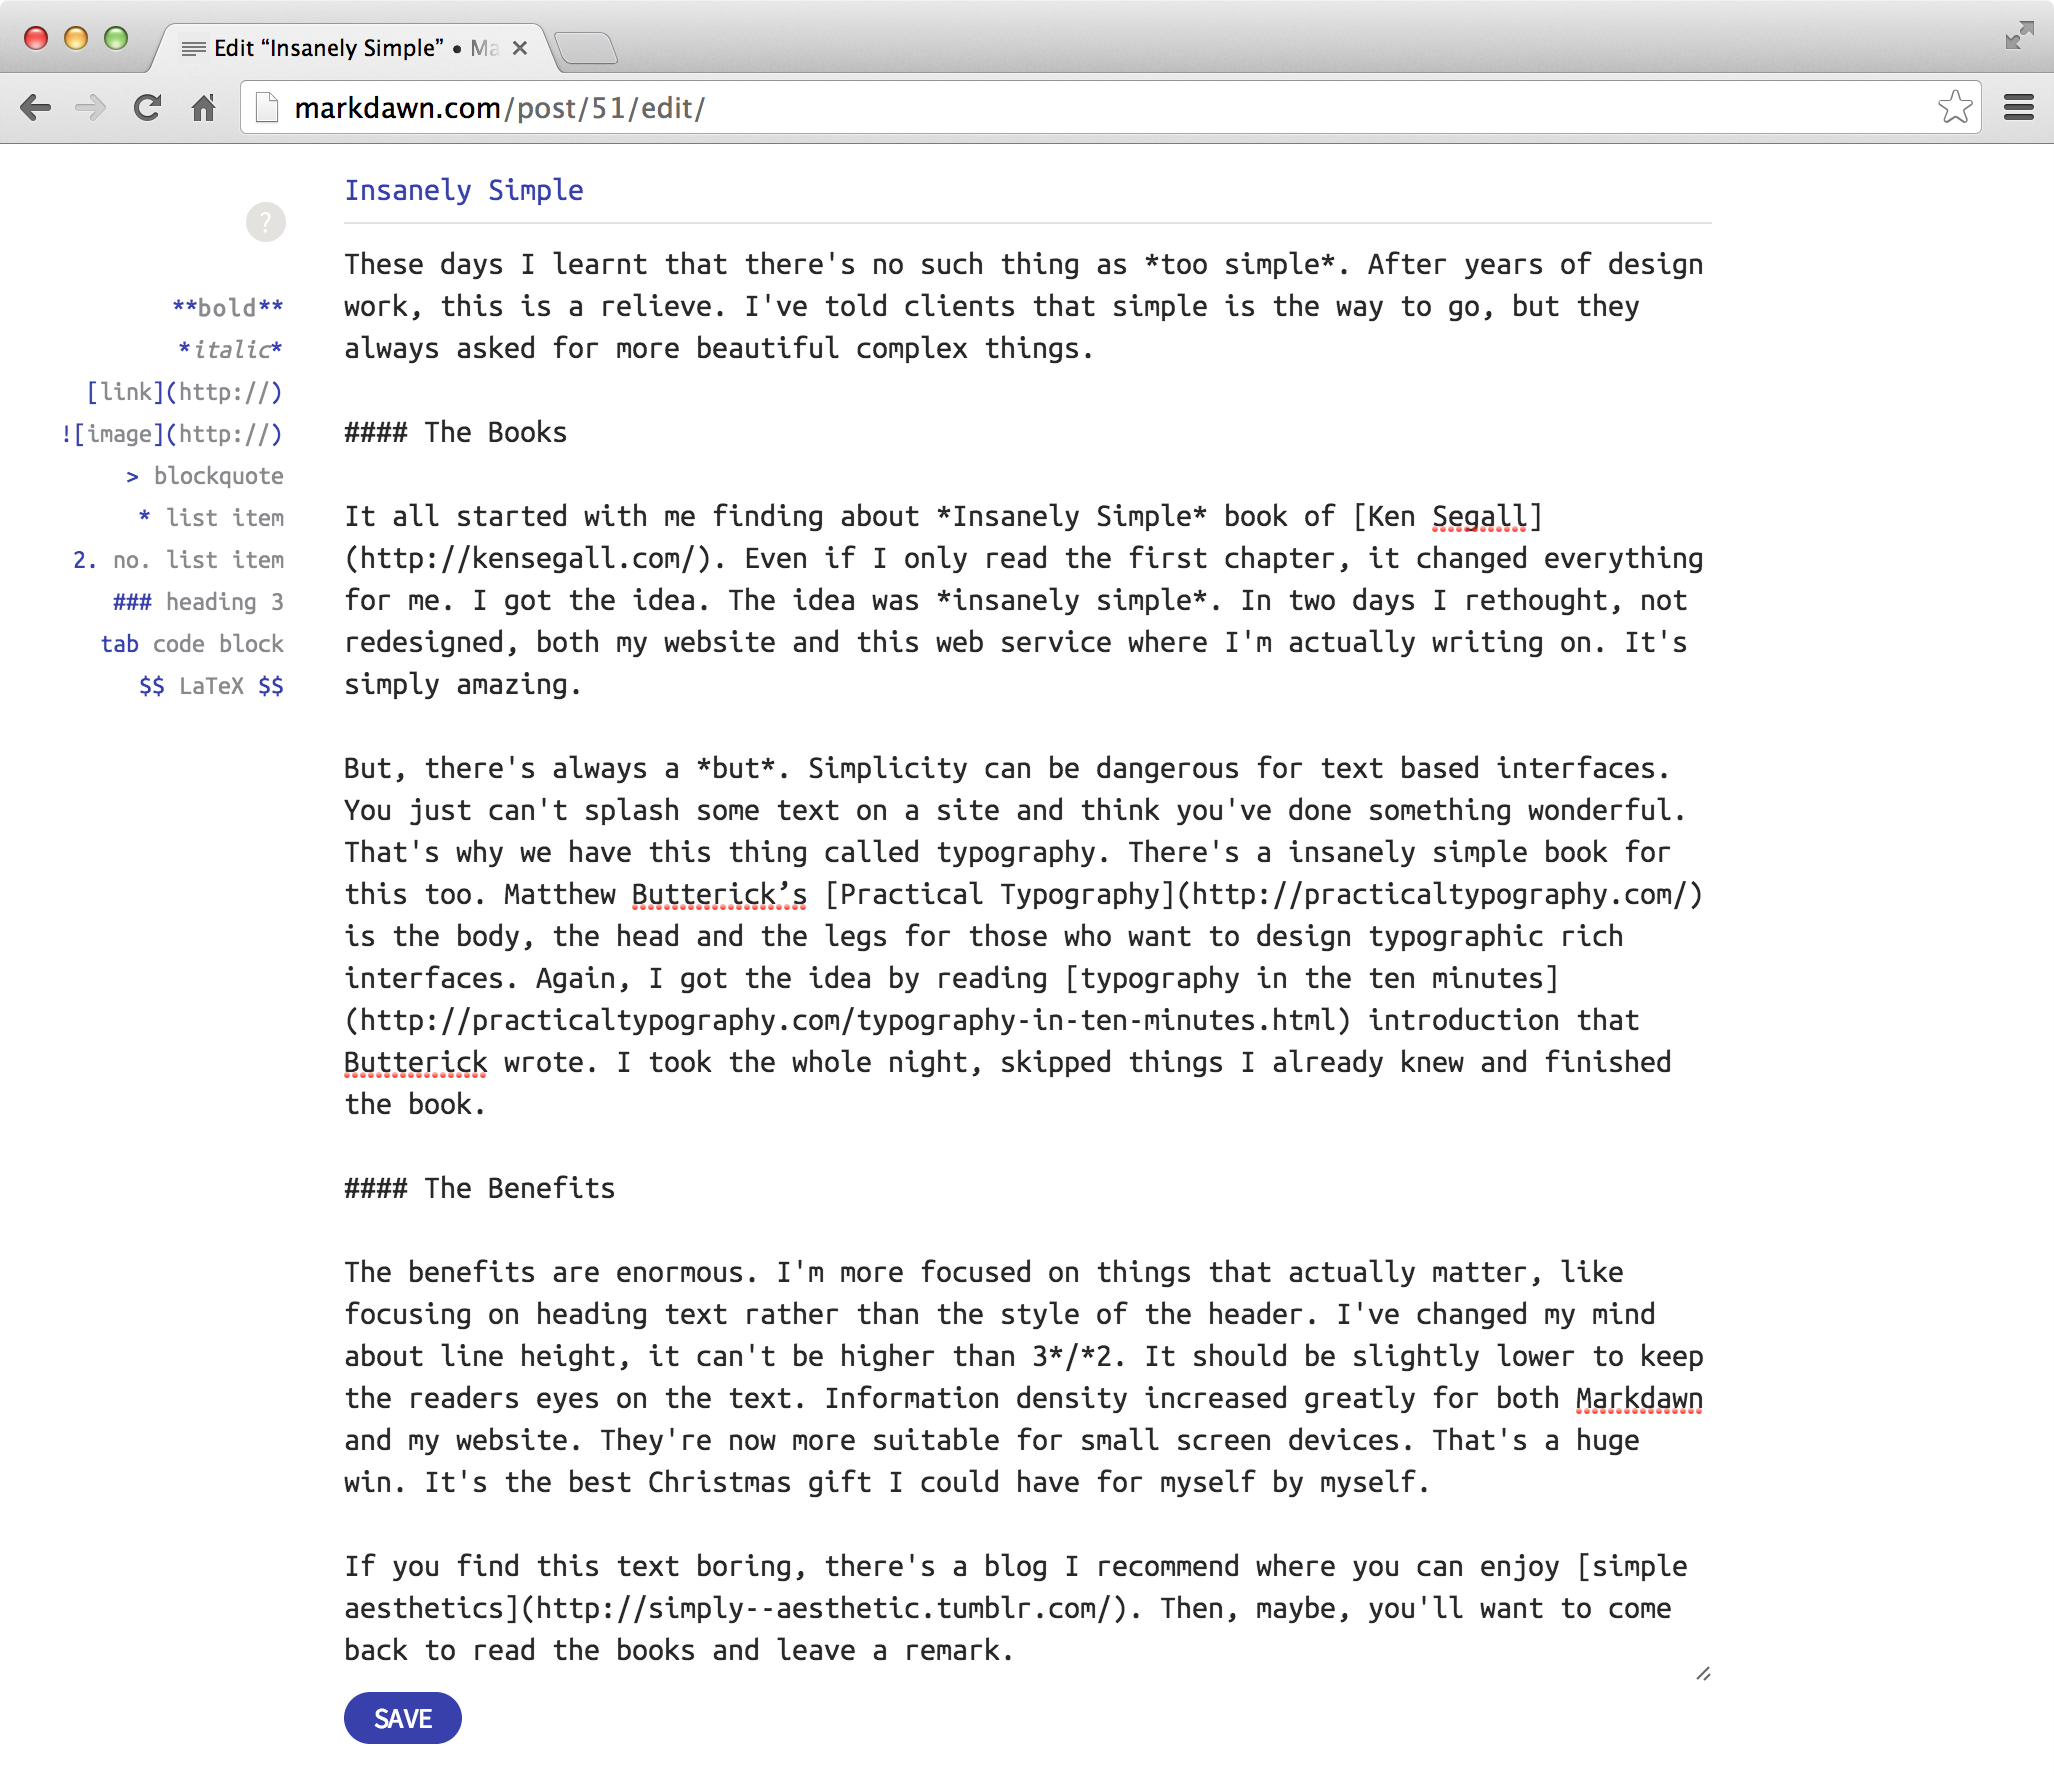 Edit “Insanely Simple” • Ma
markdawn.com/post/51/edit/
Insanely Simple
?
**bold**
*italic*
[link](http://)
![image](http://)
> blockquote
* list item
2. no. list item
### heading 3
tab code block
$$ LaTeX $$
These days I learnt that there's no such thing as *too simple*. After years of design
work, this is a relieve. I've told clients that simple is the way to go, but they
always asked for more beautiful complex things.
#### The Books
It all started with me finding about *Insanely Simple* book of [Ken Segall]
(http://kensegall.com/). Even if I only read the first chapter, it changed everything
for me. I got the idea. The idea was *insanely simple*. In two days I rethought, not
redesigned, both my website and this web service where I'm actually writing on. It's
simply amazing.
But, there's always a *but*. Simplicity can be dangerous for text based interfaces.
You just can't splash some text on a site and think you've done something wonderful.
That's why we have this thing called typography. There's a insanely simple book for
this too. Matthew Butterick’s [Practical Typography](http://practicaltypography.com/)
is the body, the head and the legs for those who want to design typographic rich
interfaces. Again, I got the idea by reading [typography in the ten minutes]
(http://practicaltypography.com/typography-in-ten-minutes.html) introduction that
Butterick wrote. I took the whole night, skipped things I already knew and finished
the book.
#### The Benefits
The benefits are enormous. I'm more focused on things that actually matter, like
focusing on heading text rather than the style of the header. I've changed my mind
about line height, it can't be higher than 3*/*2. It should be slightly lower to keep
the readers eyes on the text. Information density increased greatly for both Markdawn
and my website. They're now more suitable for small screen devices. That's a huge
win. It's the best Christmas gift I could have for myself by myself.
If you find this text boring, there's a blog I recommend where you can enjoy [simple
aesthetics](http://simply--aesthetic.tumblr.com/). Then, maybe, you'll want to come
back to read the books and leave a remark.
SAVE